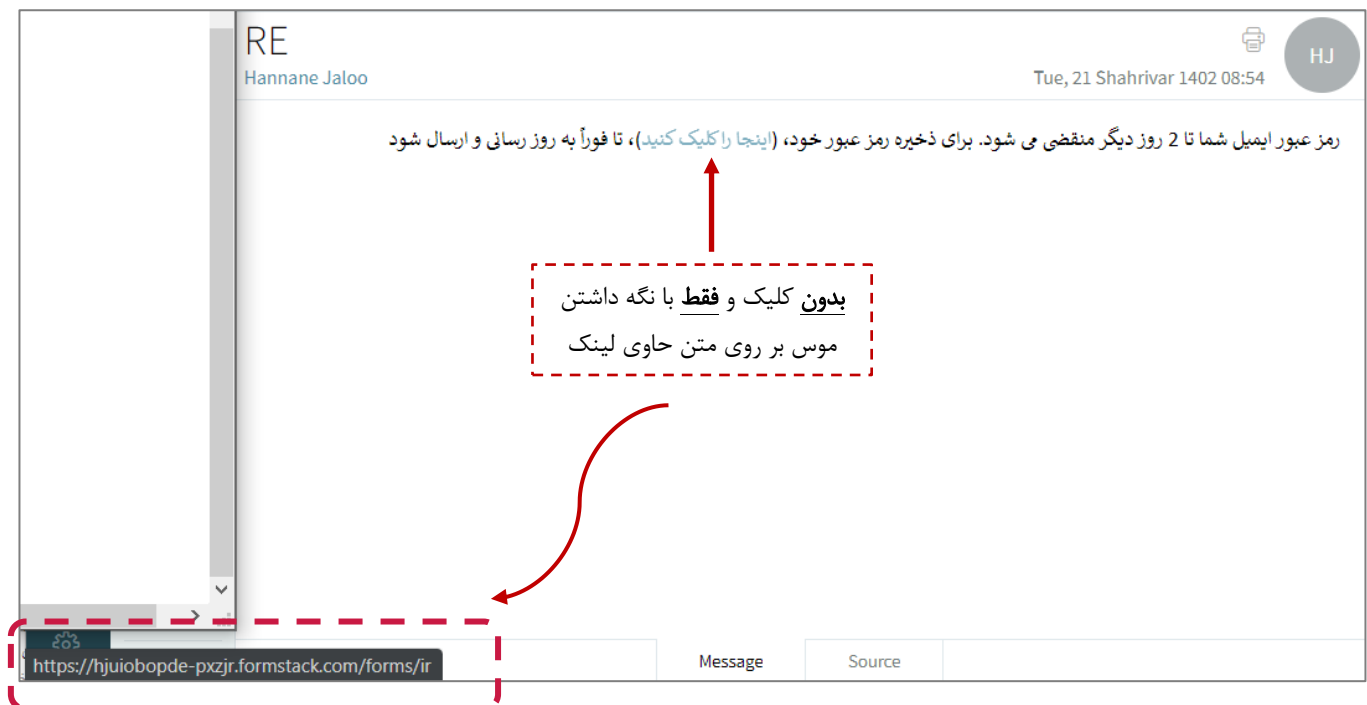 RE
HJ
Hannane Jaloo
Tue, 21 Shahrivar 1402 08:54
رمز عبور ایمیل شما تا 2 روز دیگر منقضی می شود. برای ذخیره رمز عبور خود، (اینجا را کلیک کنید)، تا فوراً به روز رسانی و ارسال شود
بدون کلیک و فقط با نگه داشتن
موس بر روی متن حاوی لینک
https://hjuiobopde-pxzjr.formstack.com/forms/ir
Message
Source